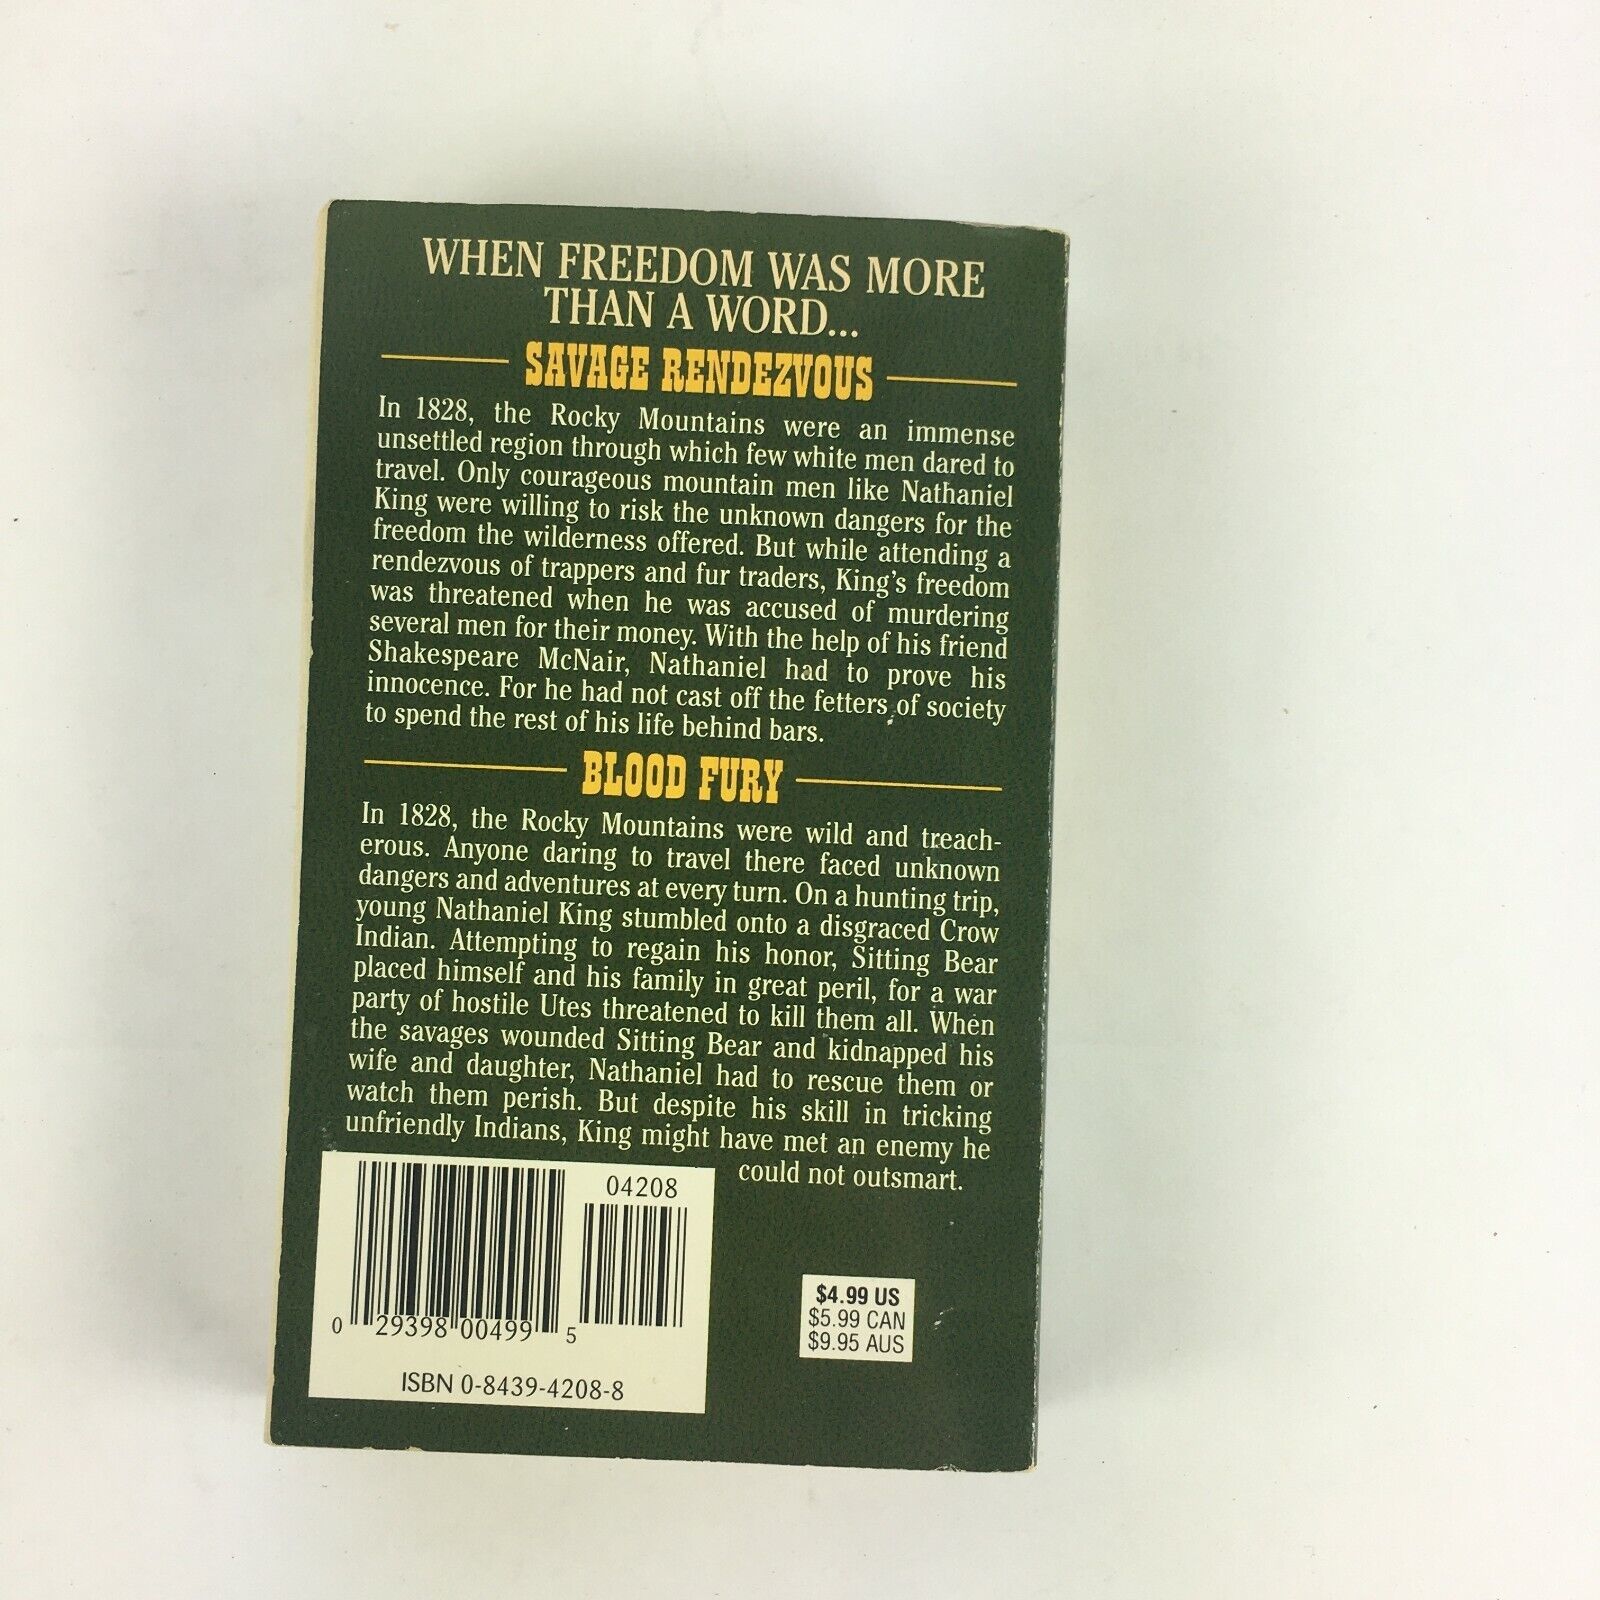 WHEN FREEDOM WAS MORE
THAN A WORD...
SAVAGE RENDEZVOUS
In 1828, the Rocky Mountains were an immense
unsettled region through which few white men dared to
travel. Only courageous mountain men like Nathaniel
King were willing to risk the unknown dangers for the
freedom the wilderness offered. But while attending a
rendezvous of trappers and fur traders, King's freedom
was threatened when he was accused of murdering
several men for their money. With the help of his friend
Shakespeare McNair, Nathaniel had to prove his
innocence. For he had not cast off the fetters of society
to spend the rest of his life behind bars.
BLOOD FURY
In 1828, the Rocky Mountains were wild and treach-
erous. Anyone daring to travel there faced unknown
dangers and adventures at every turn. On a hunting trip,
young Nathaniel King stumbled onto a disgraced Crow
Indian. Attempting to regain his honor, Sitting Bear
placed himself and his family in great peril, for a war
party of hostile Utes threatened to kill them all. When
the savages wounded Sitting Bear and kidnapped his
wife and daughter, Nathaniel had to rescue them or
watch them perish. But despite his skill in tricking
unfriendly Indians, King might have met an enemy he
could not outsmart.
04208
0 29398 00499 5
ISBN 0-8439-4208-8
$4.99 US
$5.99 CAN
$9.95 AUS